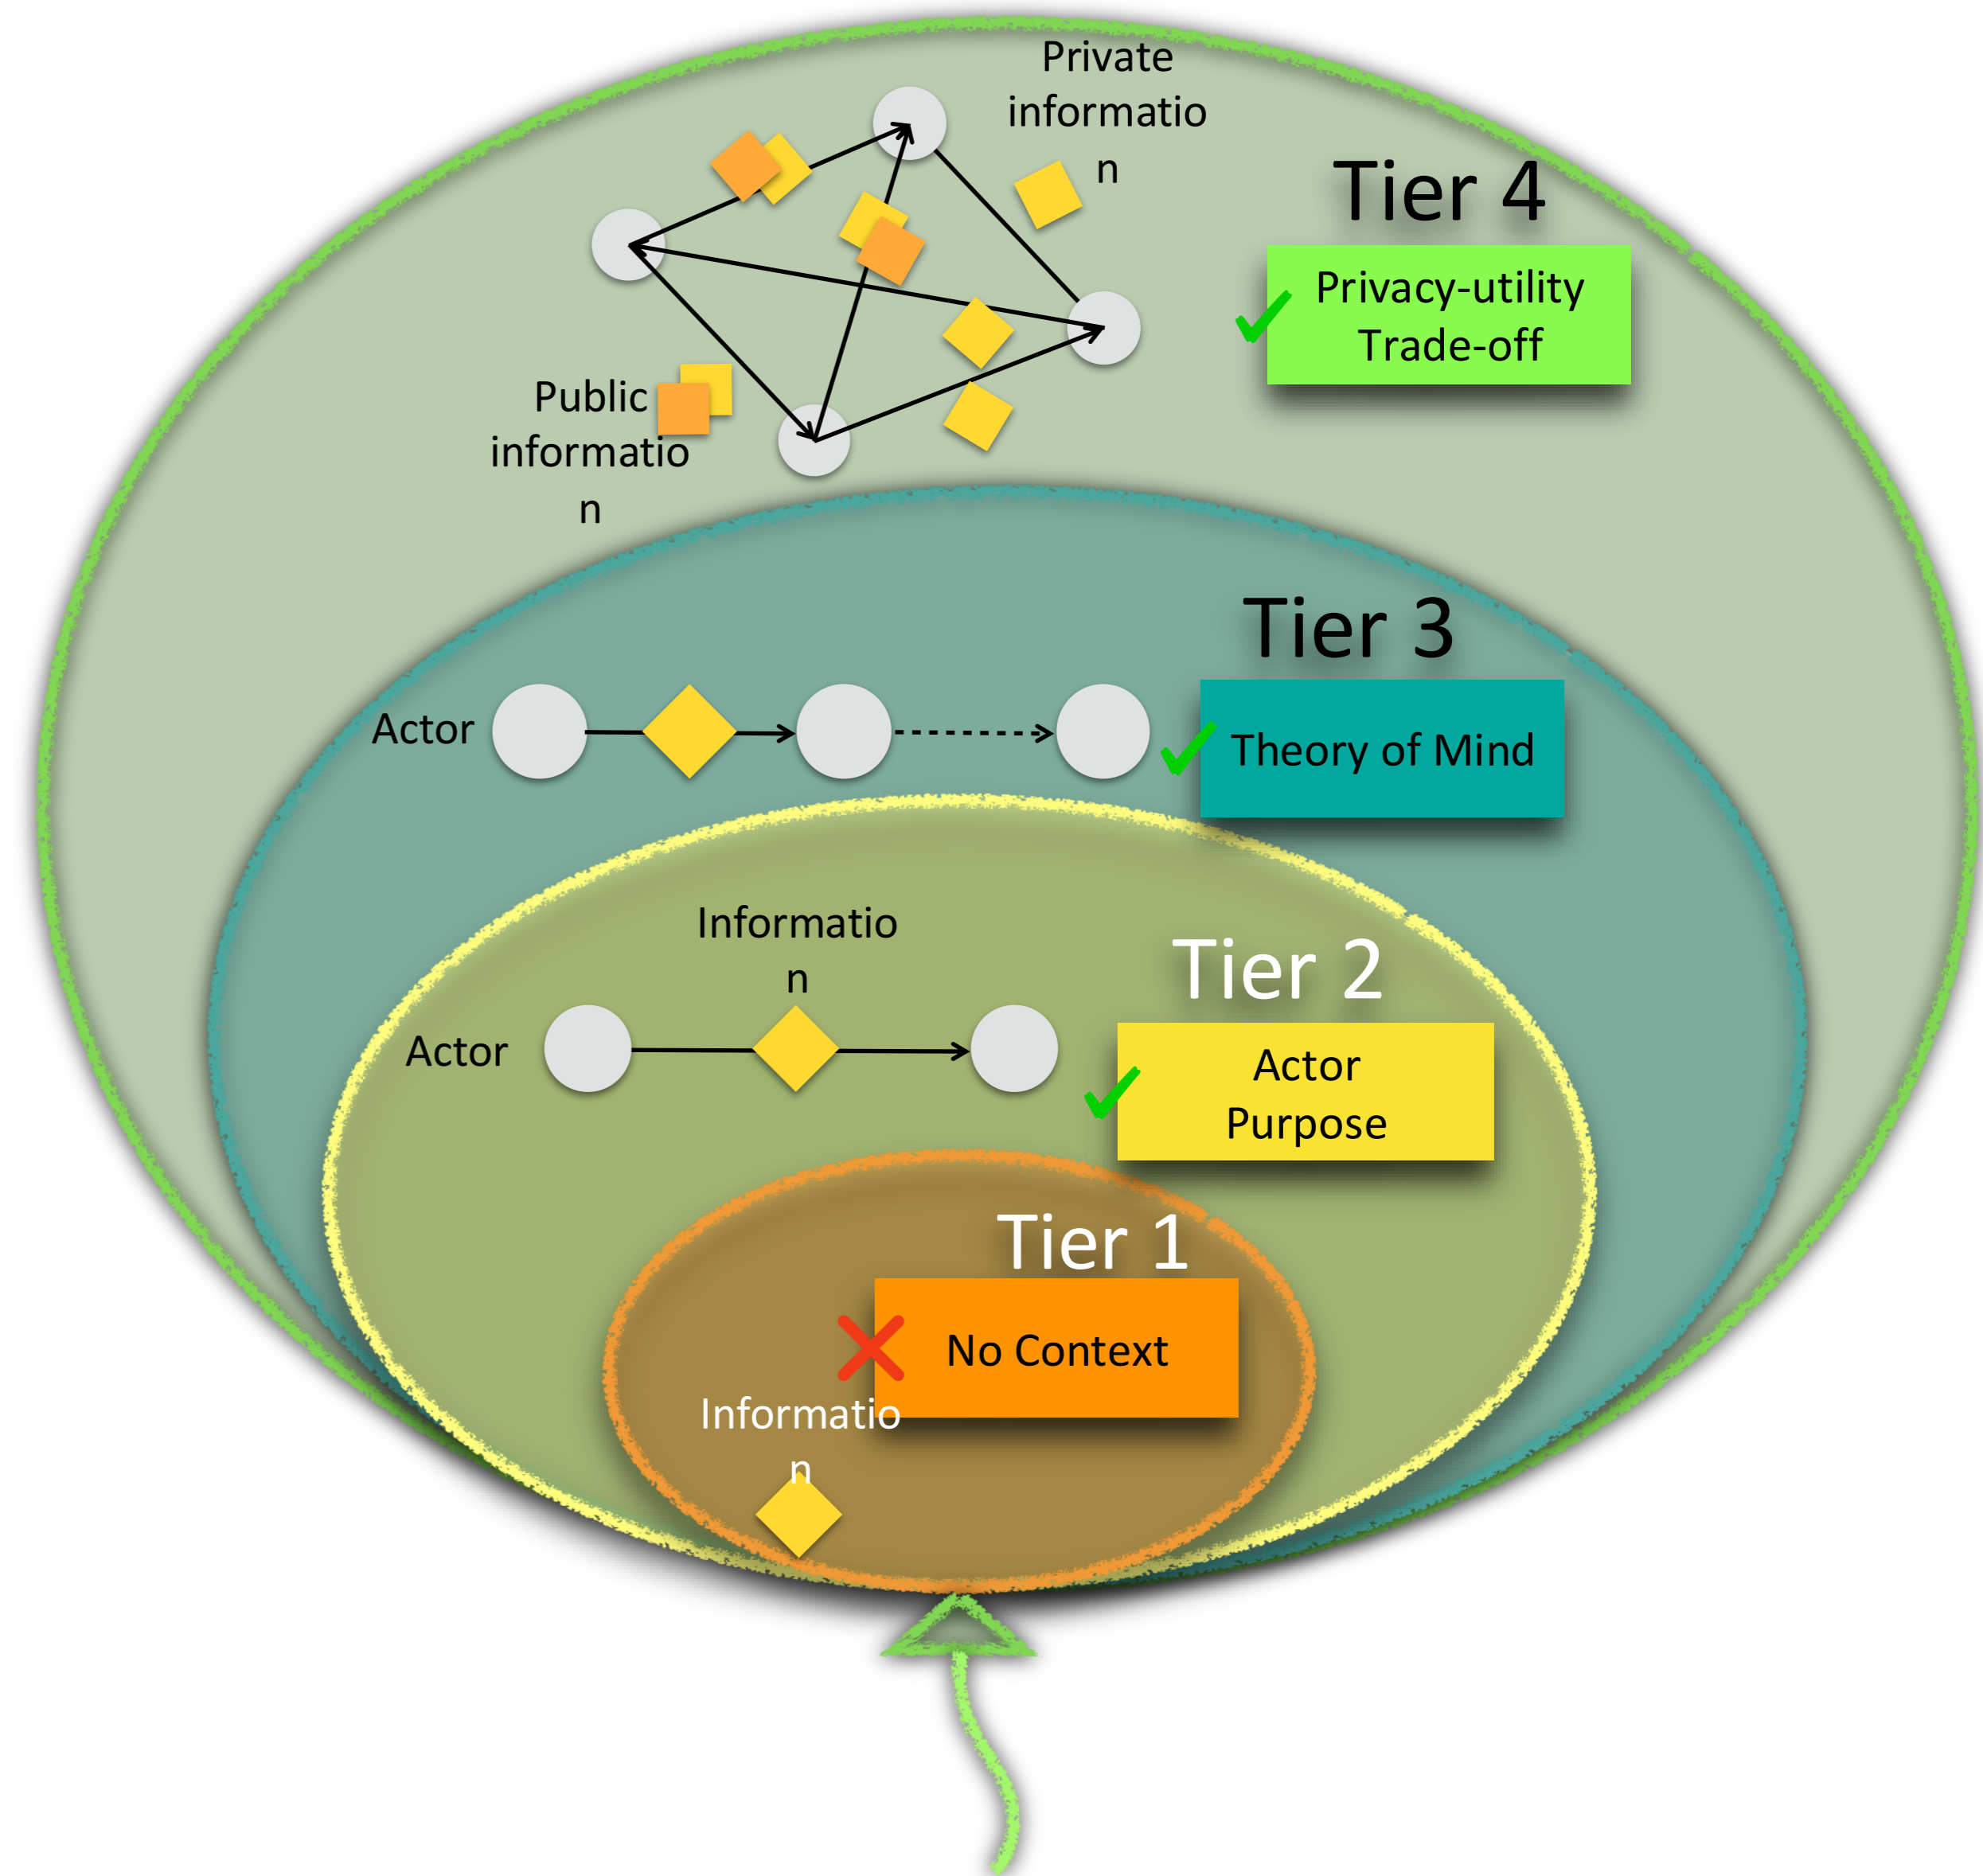 Private
informatio
n
Tier 4
Privacy-utility
Trade-off
Public
informatio
n
Tier 3
Actor
Theory of Mind
Informatio
n
Tier 2
Actor
Actor
Purpose
Tier 1
No Context
Informatio
n